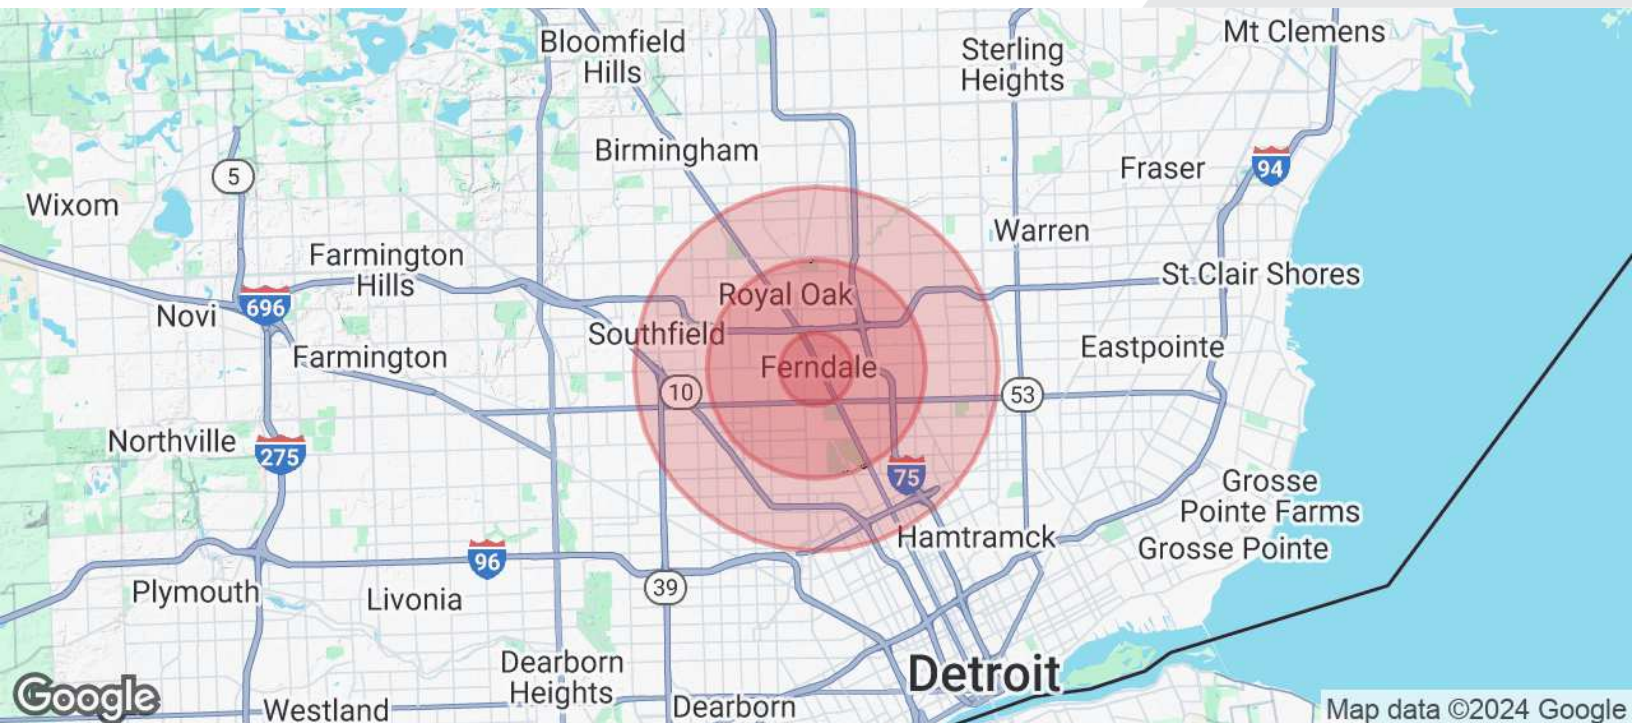 Mt Clemens
Bloomfield
Hills
Sterling
Heights
Birmingham
Fraser
94
5
Wixom
Warren
Farmington
Hills
St Clair Shores
Royal Oak
696
Novi
Southfield
Eastpointe
Farmington
Ferndale
10
53
Northville
275
75
Grosse
Pointe Farms
Hamtramck
Grosse Pointe
96
39
Plymouth
Livonia
Dearborn
Heights
Detroit
Google
Westland
Dearborn
Map data ©2024 Google